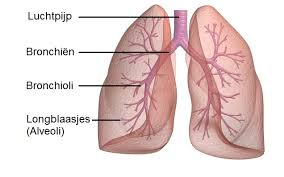 Luchtpijp
Bronchiën
Bronchioli
Longblaasjes
(Alveoli)